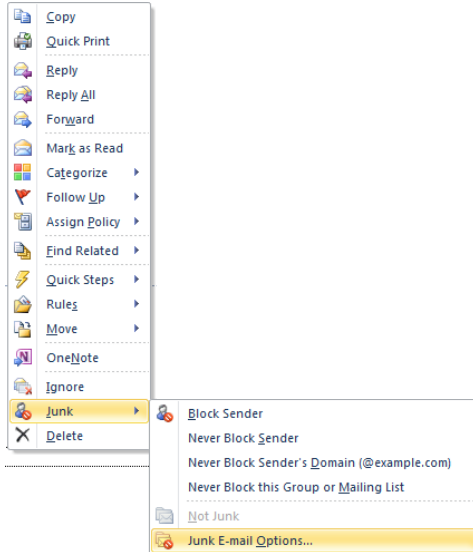 Copy
Quick Print
Reply
Reply All
Forward
Mark as Read
Categorize
Follow Up
Assign Policy
Find Related
Quick Steps
Rules
Move
OneNote
Ignore
Junk
Delete
Block Sender
Never Block Sender
Never Block Sender's Domain (@example.com)
Never Block this Group or Mailing List
Not Junk
Junk E-mail Options...